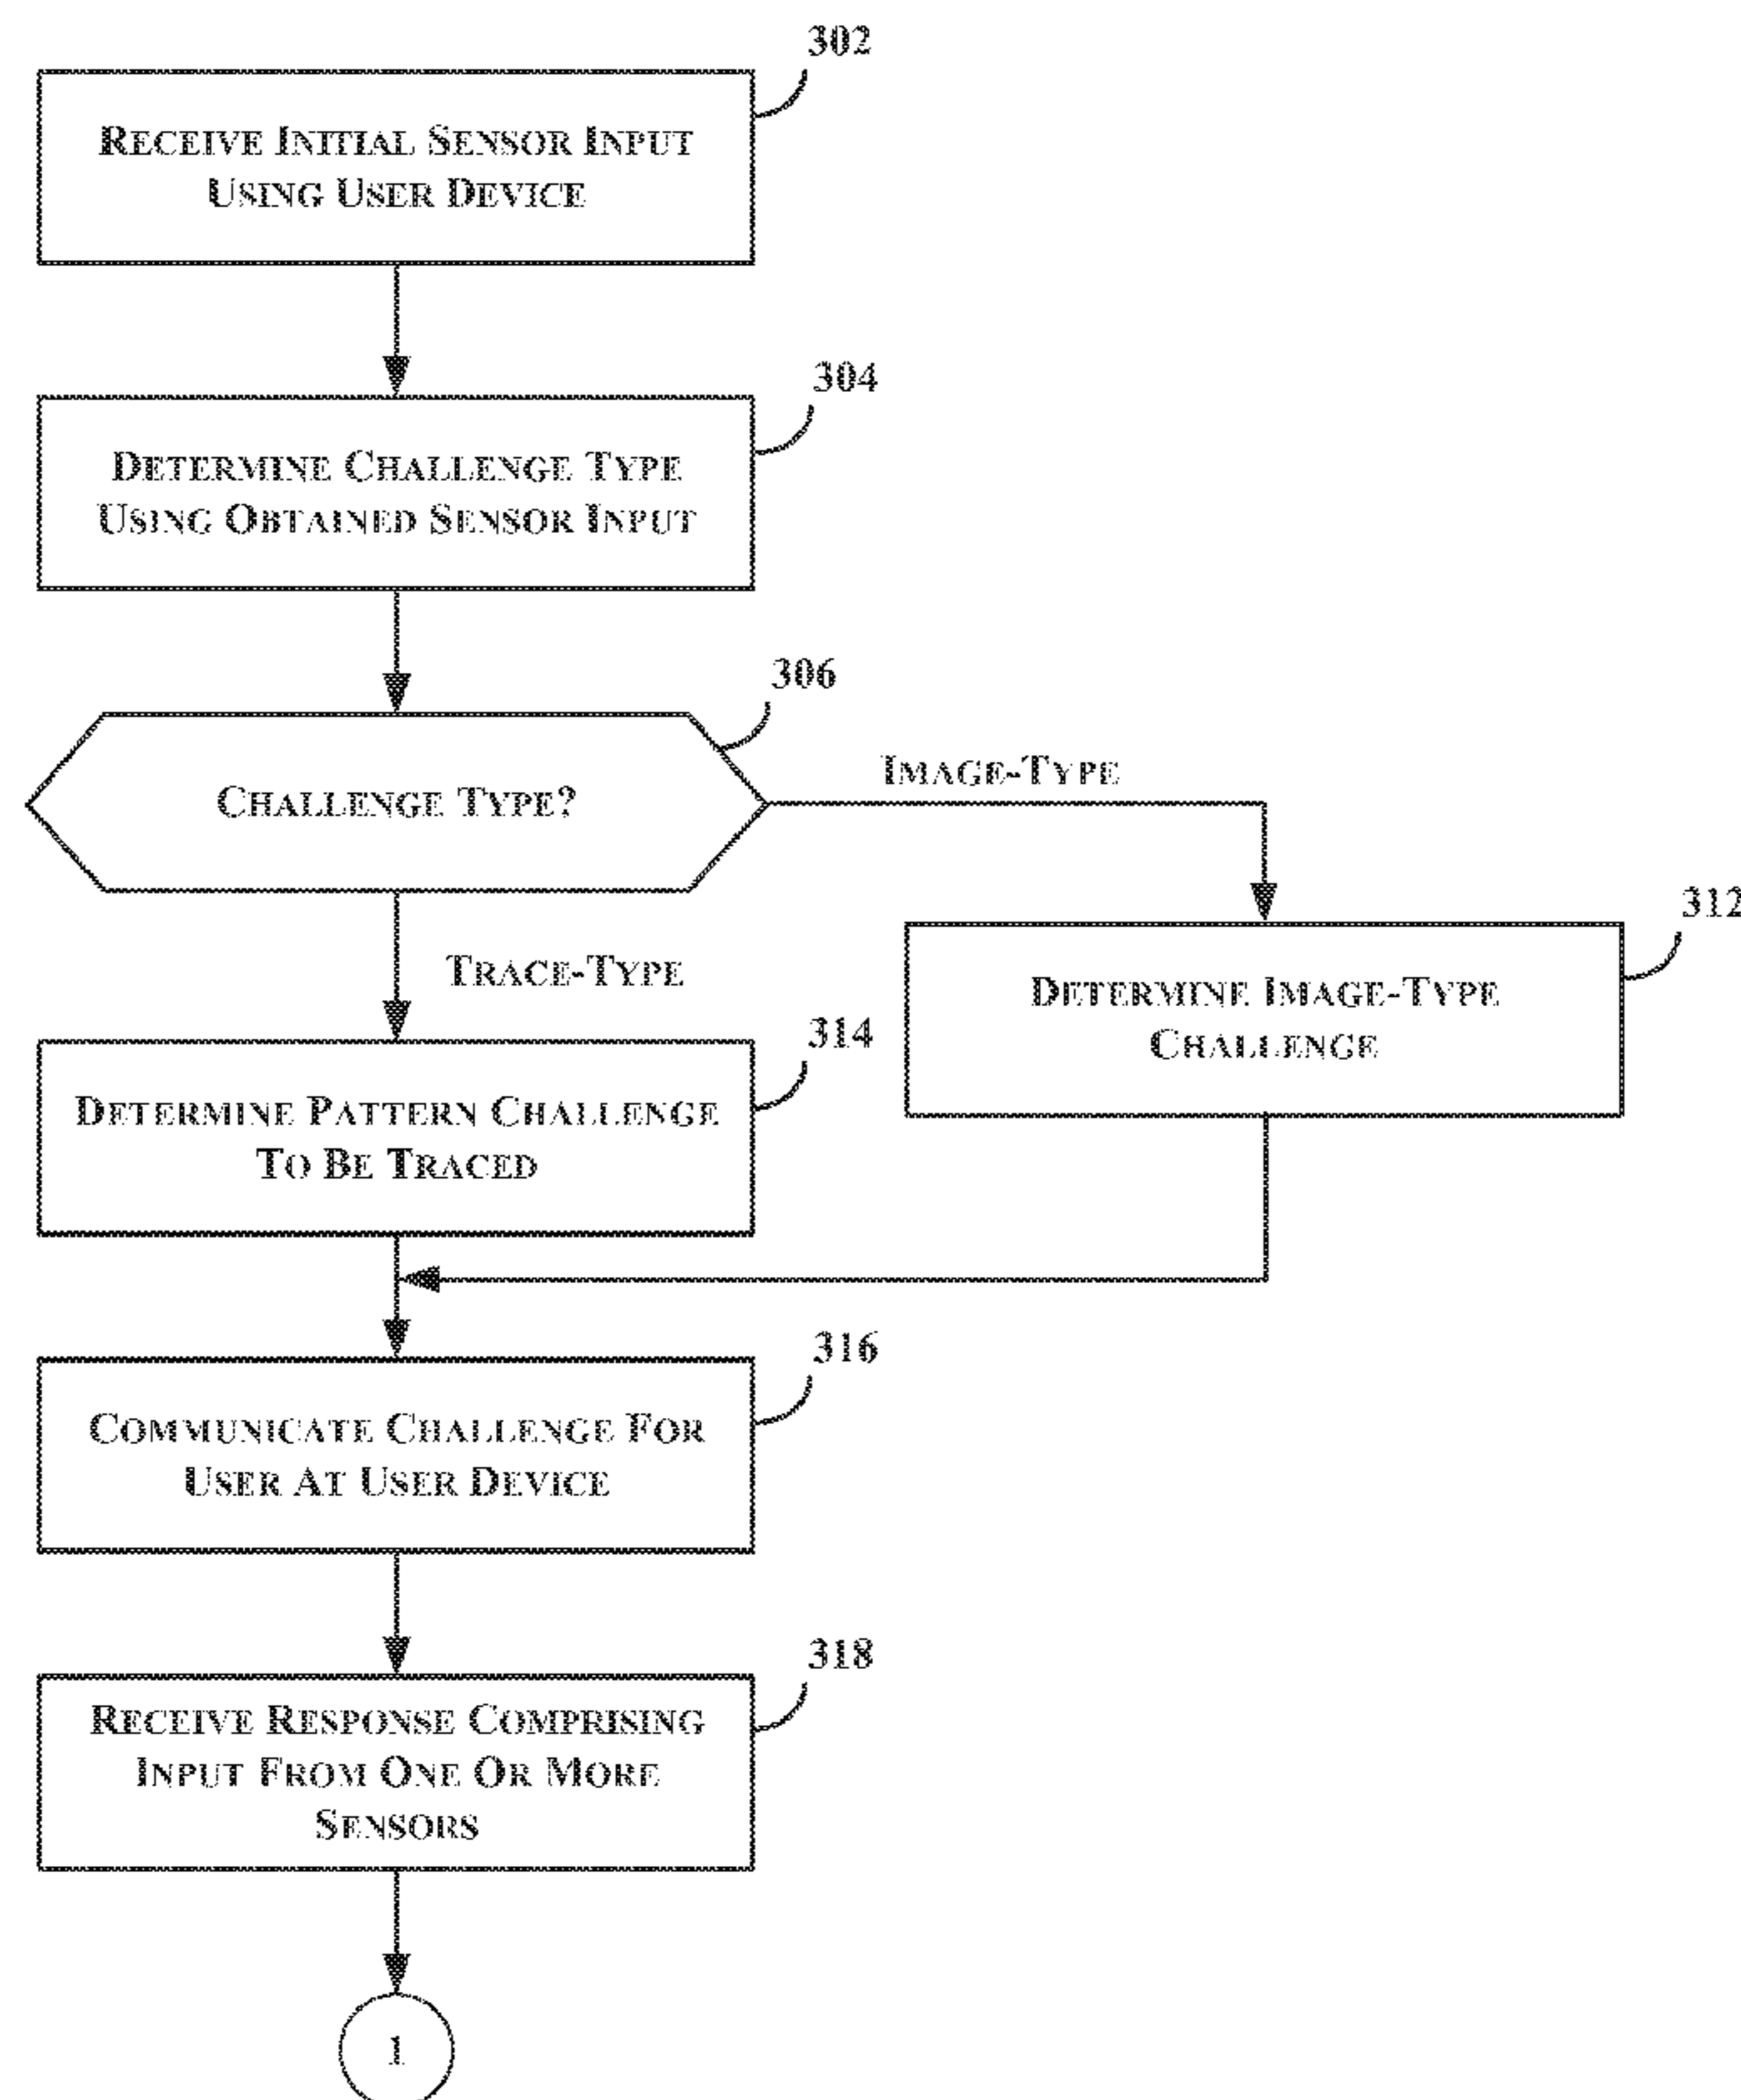 302
RECEIVE INITIAL SENSOR INPUT
USING USER DEVICE
304
DETERMINE CHALLENGE TYPE
USING OBTAINED SENSOR INPUT
306
CHALLENGE TYPE?
IMAGE-TYPE
TRACE-TYPE
312
DETERMINE IMAGE-TYPE
CHALLENGE
314
DETERMINE PATTERN CHALLENGE
TO BE TRACED
316
COMMUNICATE CHALLENGE FOR
USER AT USER DEVICE
318
RECEIVE RESPONSE COMPRISING
INPUT FROM ONE OR MORE
SENSORS
1